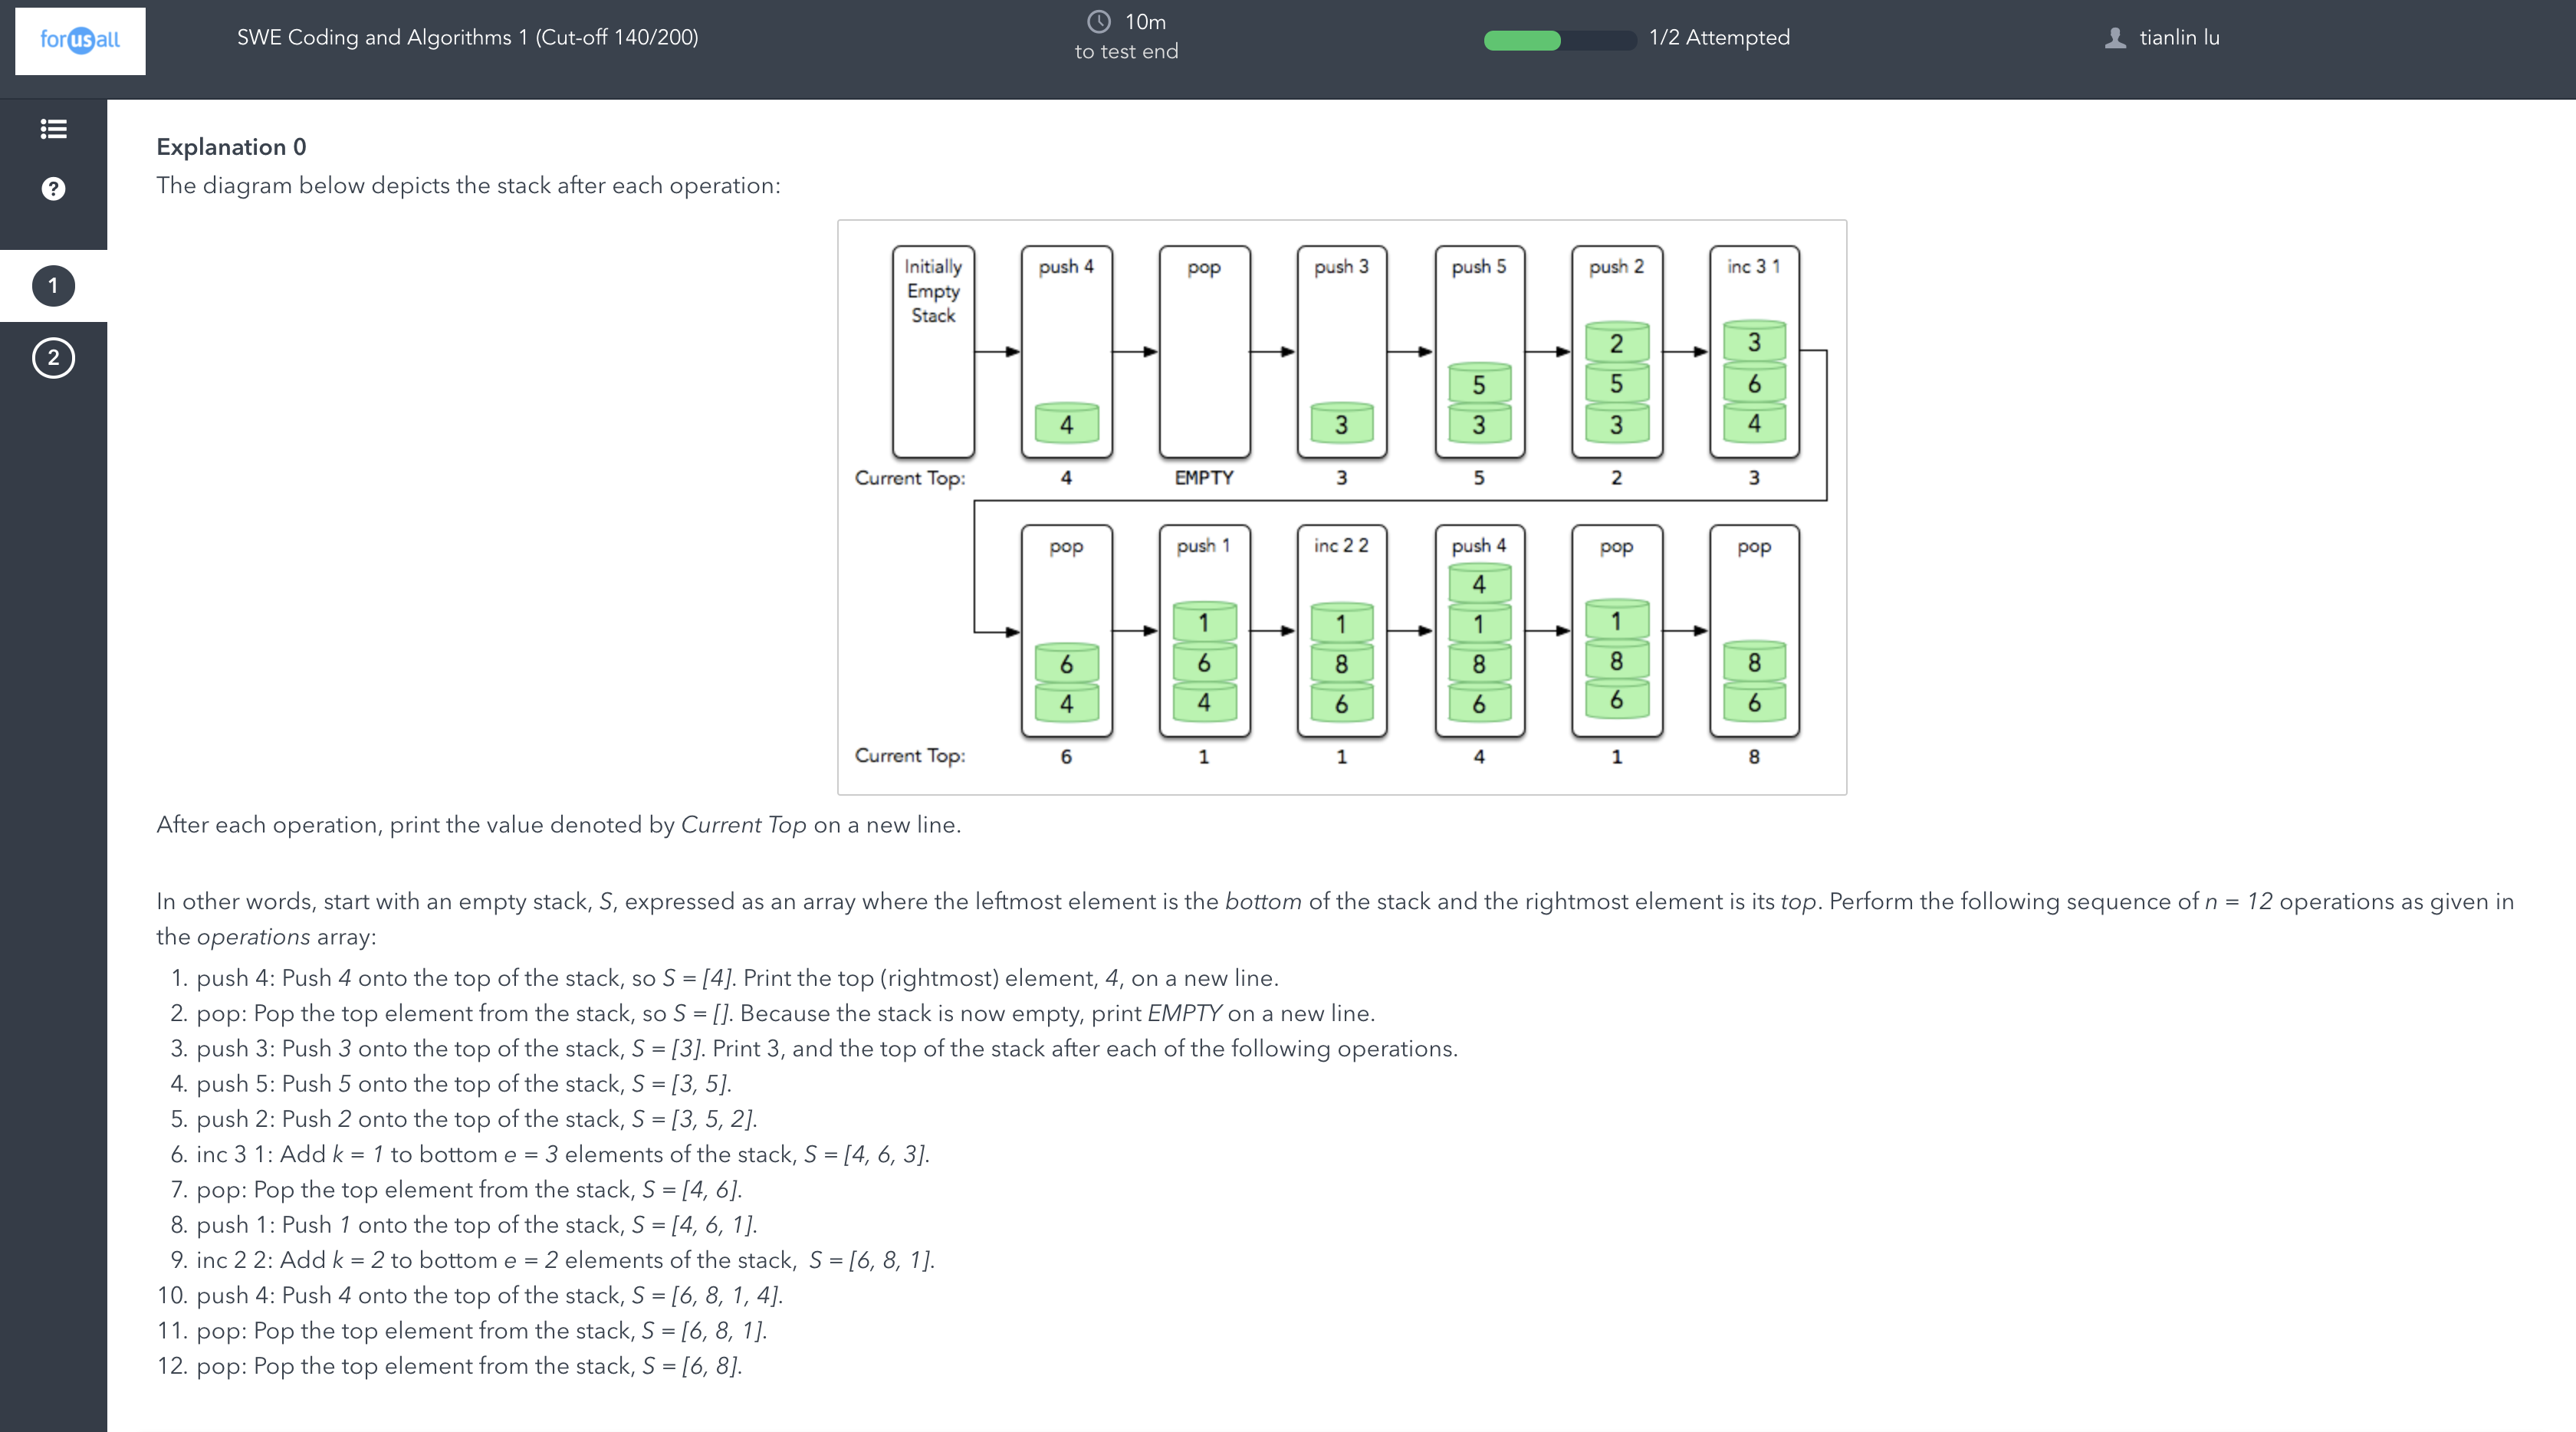 forusall
SWE Coding and Algorithms 1 (Cut-off 140/200)
10m
to test end
1/2 Attempted
tianlin lu
?
1
2
Explanation 0
The diagram below depicts the stack after each operation:
Initially
Empty
Stack
push 4
pop
push 3
push 5
push 2
inc 3 1
2 3
5 5 6
4 3 3 3 4
Current Top: 4 EMPTY 3 5 2 3
pop
push 1
inc 2 2
push 4
pop
pop
4
1 1 1 1
6 6 8 8 8 8
4 4 6 6 6 6
Current Top: 6 1 1 4 1 8
After each operation, print the value denoted by Current Top on a new line.
In other words, start with an empty stack, S, expressed as an array where the leftmost element is the bottom of the stack and the rightmost element is its top. Perform the following sequence of n = 12 operations as given in
the operations array:
1. push 4: Push 4 onto the top of the stack, so S = [4]. Print the top (rightmost) element, 4, on a new line.
2. pop: Pop the top element from the stack, so S = []. Because the stack is now empty, print EMPTY on a new line.
3. push 3: Push 3 onto the top of the stack, S = [3]. Print 3, and the top of the stack after each of the following operations.
4. push 5: Push 5 onto the top of the stack, S = [3, 5].
5. push 2: Push 2 onto the top of the stack, S = [3, 5, 2].
6. inc 3 1: Add k = 1 to bottom e = 3 elements of the stack, S = [4, 6, 3].
7. pop: Pop the top element from the stack, S = [4, 6].
8. push 1: Push 1 onto the top of the stack, S = [4, 6, 1].
9. inc 2 2: Add k = 2 to bottom e = 2 elements of the stack,  S = [6, 8, 1].
10. push 4: Push 4 onto the top of the stack, S = [6, 8, 1, 4].
11. pop: Pop the top element from the stack, S = [6, 8, 1].
12. pop: Pop the top element from the stack, S = [6, 8].